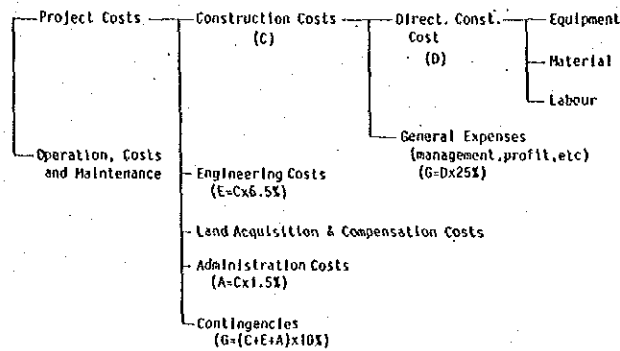 Project Costs
Construction Costs
(C)
Direct. Const.
Cost
(D)
Equipment
Material
Labour
General Expenses
(management,profit,etc)
(G=Dx25%)
Operation, Costs
and Maintenance
Engineering Costs
(E=Cx6.5%)
Land Acquisition & Compensation Costs
Administration Costs
(A=Cx1.5%)
Contingencies
(G=(C+E+A)x10%)